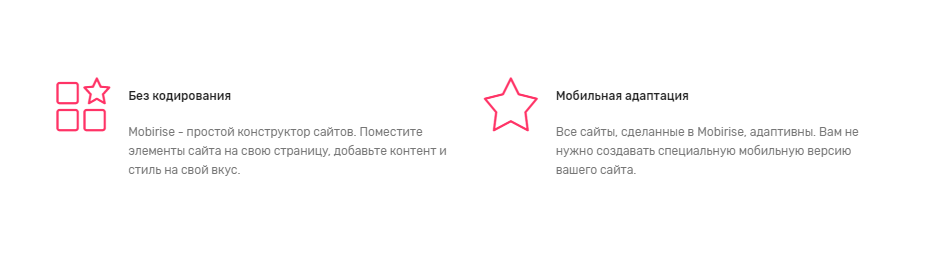 Без кодирования
Mobirise - простой конструктор сайтов. Поместите
элементы сайта на свою страницу, добавьте контент и
стиль на свой вкус.
Мобильная адаптация
Все сайты, сделанные в Mobirise, адаптивны. Вам не
нужно создавать специальную мобильную версию
вашего сайта.